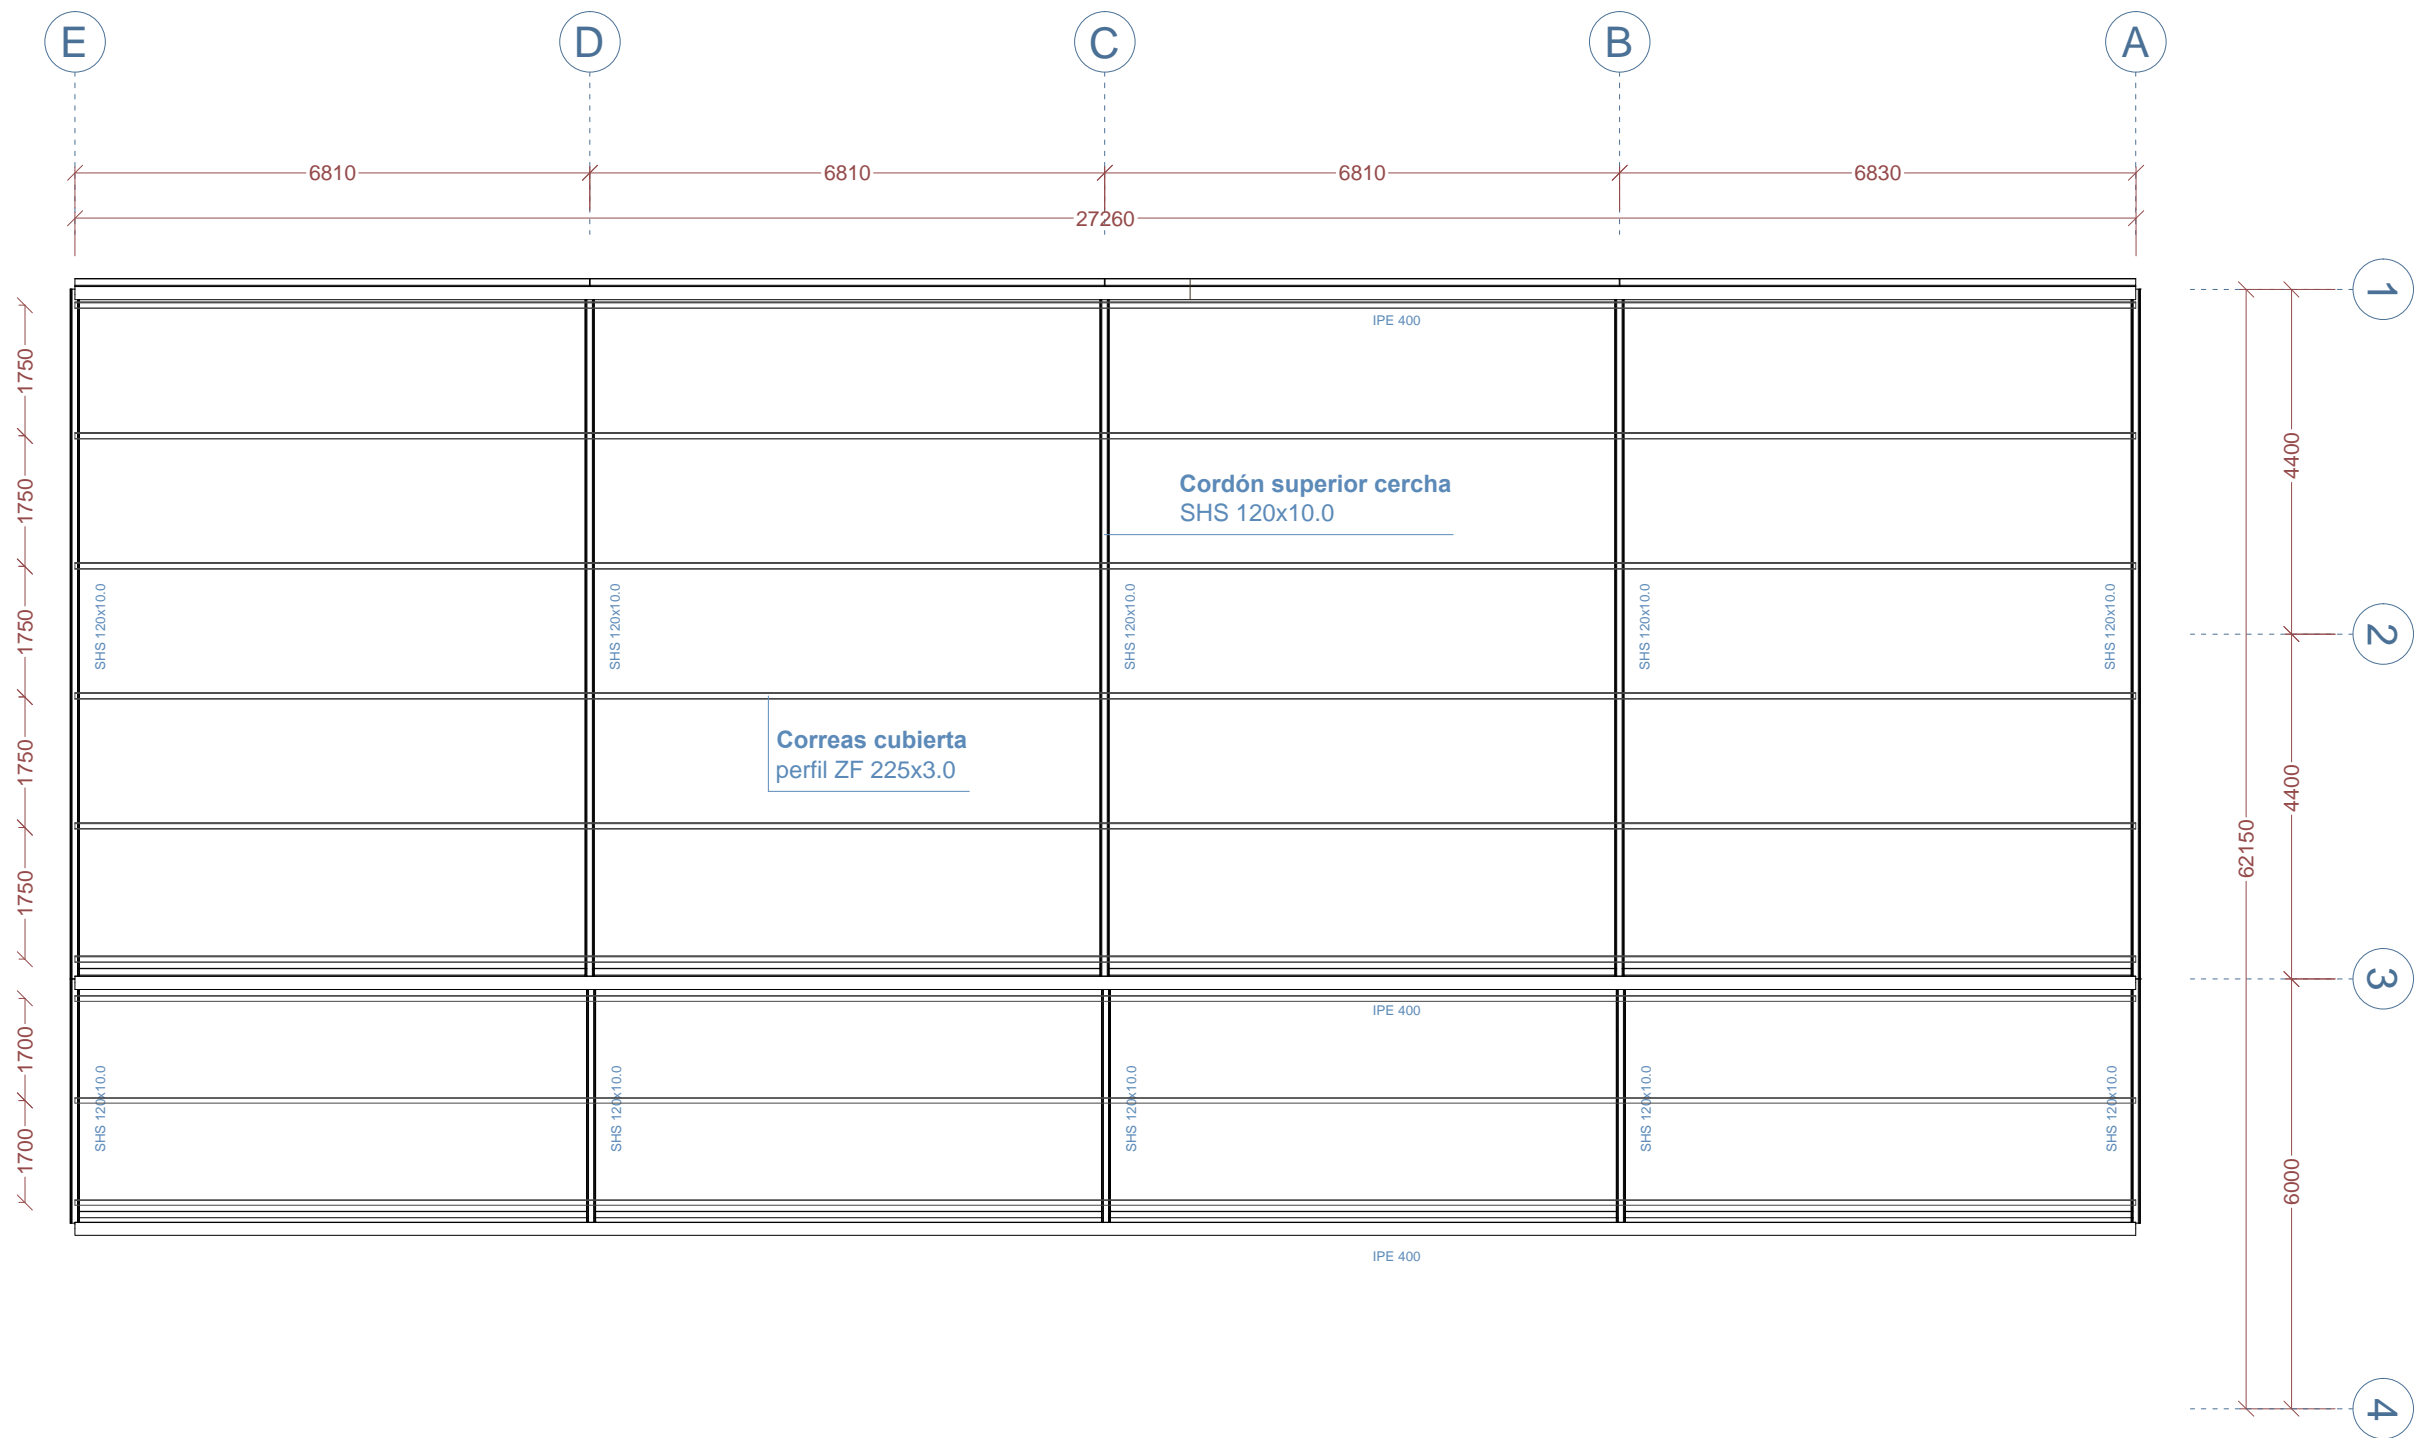 E
D
C
B
A
6810
6810
6810
6830
27260
1
IPE 400
1750
1750
4400
Cordón superior cercha
SHS 120x10.0
SHS 120x10.0
SHS 120x10.0
SHS 120x10.0
SHS 120x10.0
SHS 120x10.0
1750
2
Correas cubierta
perfil ZF 225x3.0
1750
4400
62150
1750
3
IPE 400
1700
SHS 120x10.0
SHS 120x10.0
SHS 120x10.0
SHS 120x10.0
SHS 120x10.0
1700
6000
IPE 400
4